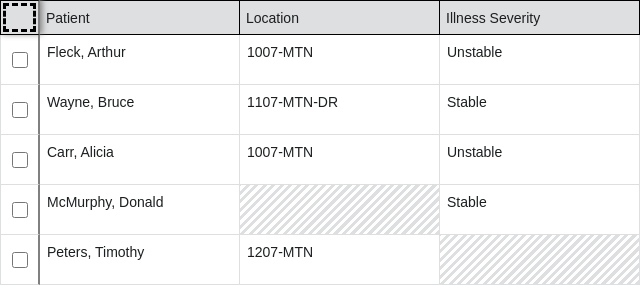 Patient Location Illness Severity
Fleck, Arthur 1007-MTN Unstable
Wayne, Bruce 1107-MTN-DR Stable
Carr, Alicia 1007-MTN Unstable
McMurphy, Donald Stable
Peters, Timothy 1207-MTN